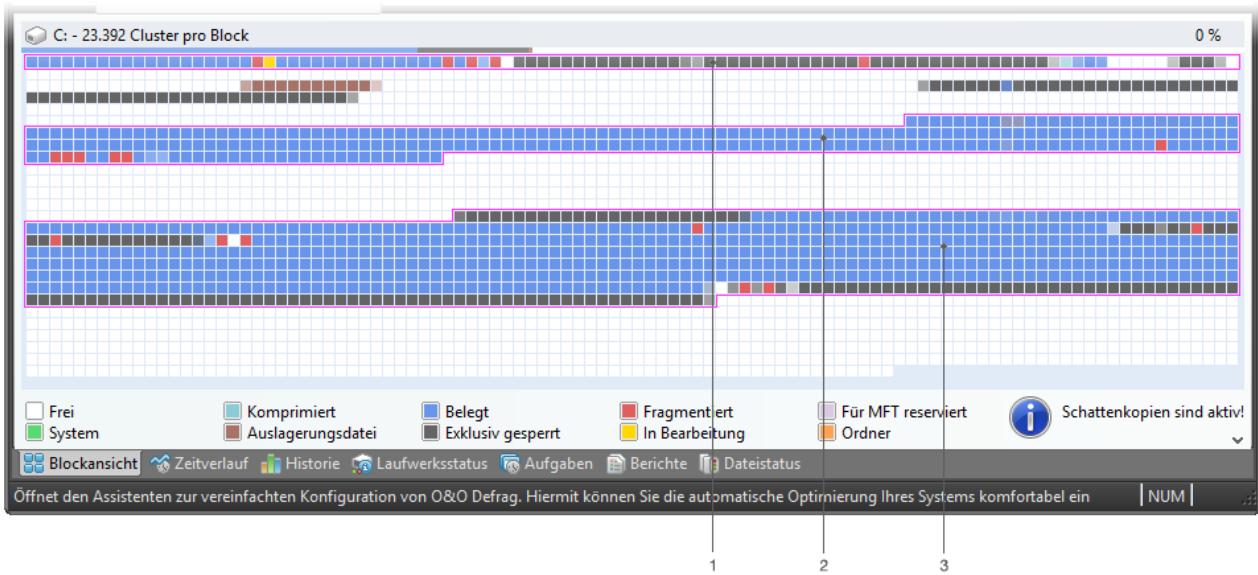 C: - 23.392 Cluster pro Block 0 %
Frei Komprimiert Belegt Fragmentiert Für MFT reserviert Schattenkopien sind aktiv!
System Auslagerungsdatei Exklusiv gesperrt In Bearbeitung Ordner
Blockansicht Zeitverlauf Historie Laufwerksstatus Aufgaben Berichte Dateistatus
Öffnet den Assistenten zur vereinfachten Konfiguration von O&O Defrag. Hiermit können Sie die automatische Optimierung Ihres Systems komfortabel ein NUM
1 2 3